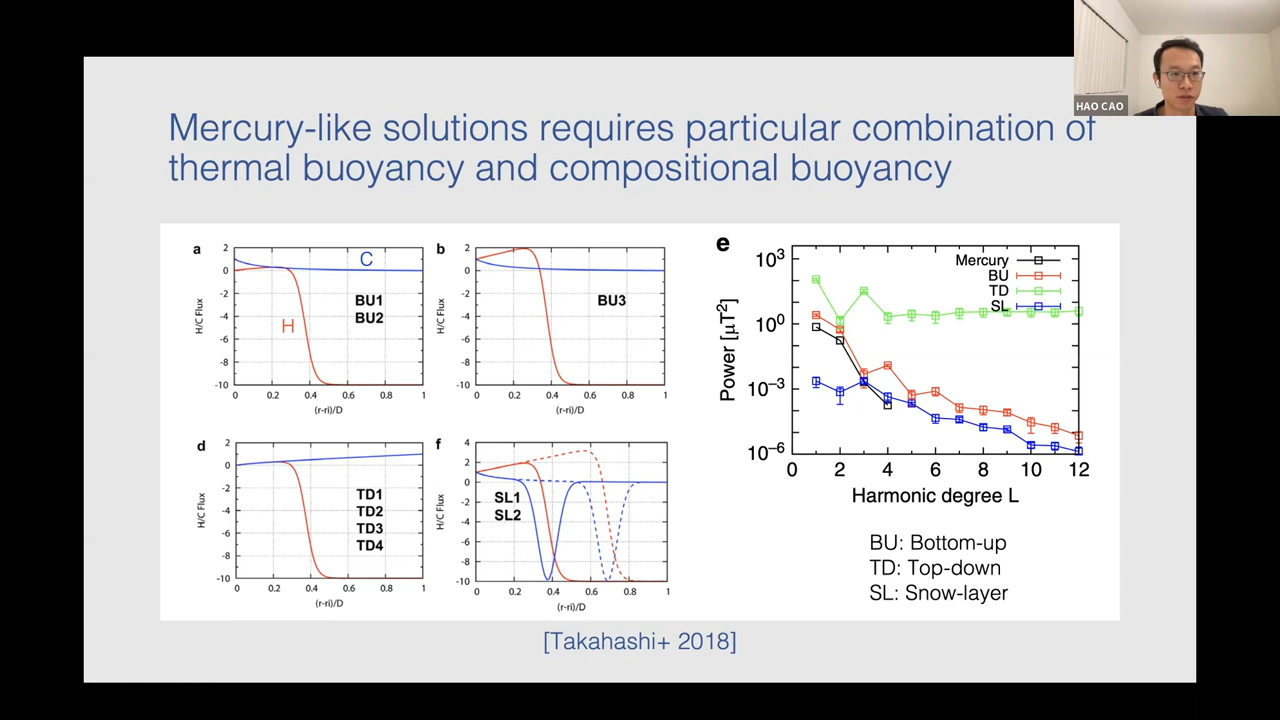 HAO CAO
Mercury-like solutions requires particular combination of
thermal buoyancy and compositional buoyancy
a
2
0
-2
-4
-6
-8
-10
H/C Flux
C
H
BU1
BU2
0 0.2 0.4 0.6 0.8 1
(r-ri)/D
b
2
0
-2
-4
-6
-8
-10
H/C Flux
BU3
0 0.2 0.4 0.6 0.8 1
(r-ri)/D
d
2
0
-2
-4
-6
-8
-10
H/C Flux
TD1
TD2
TD3
TD4
0 0.2 0.4 0.6 0.8 1
(r-ri)/D
f
4
2
0
-2
-4
-6
-8
-10
H/C Flux
SL1
SL2
0 0.2 0.4 0.6 0.8 1
(r-ri)/D
e
10³
10⁰
10⁻³
10⁻⁶
Power [μT²]
Mercury
BU
TD
SL
0 2 4 6 8 10 12
Harmonic degree L
BU: Bottom-up
TD: Top-down
SL: Snow-layer
[Takahashi+ 2018]